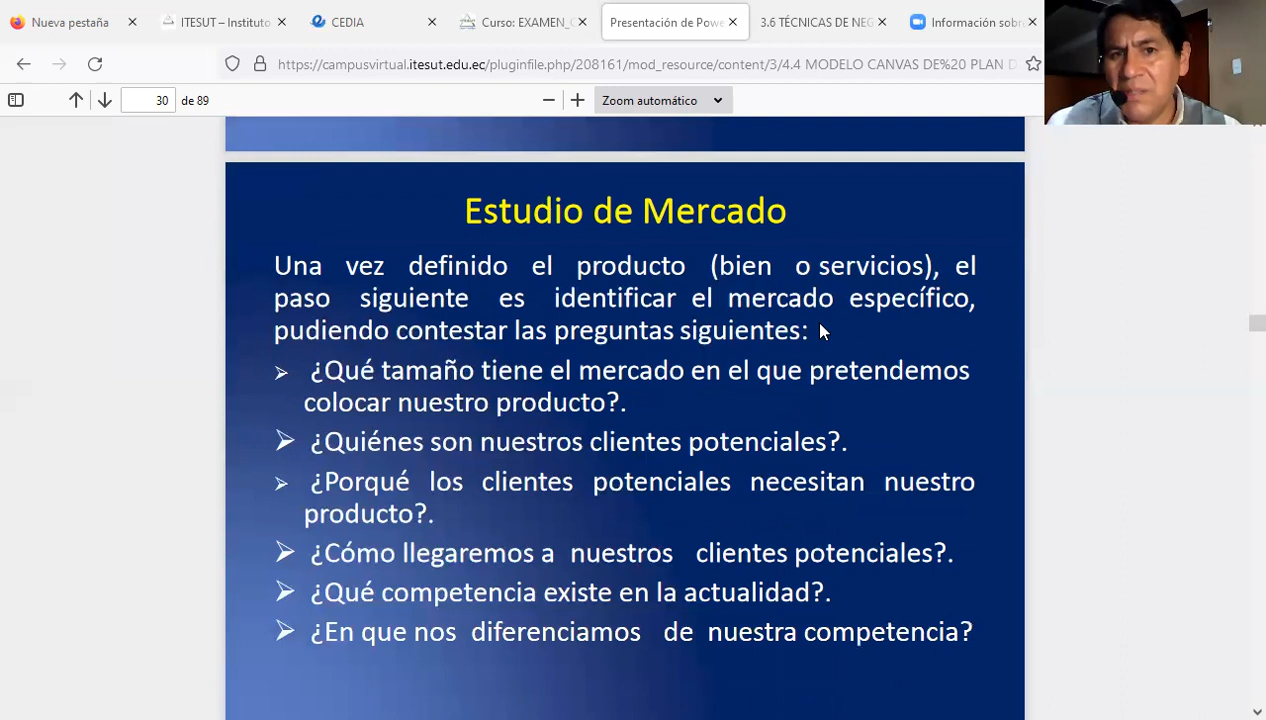 Nueva pestaña
ITESUT – Instituto
CEDIA
Curso: EXAMEN_C
Presentación de Powe
3.6 TÉCNICAS DE NEG
Información sobre
https://campusvirtual.itesut.edu.ec/pluginfile.php/208161/mod_resource/content/3/4.4 MODELO CANVAS DE%20 PLAN D
30 de 89
Zoom automático
Estudio de Mercado
Una vez definido el producto (bien o servicios), el
paso siguiente es identificar el mercado específico,
pudiendo contestar las preguntas siguientes:
➢ ¿Qué tamaño tiene el mercado en el que pretendemos
colocar nuestro producto?.
➢ ¿Quiénes son nuestros clientes potenciales?.
➢ ¿Porqué los clientes potenciales necesitan nuestro
producto?.
➢ ¿Cómo llegaremos a nuestros clientes potenciales?.
➢ ¿Qué competencia existe en la actualidad?.
➢ ¿En que nos diferenciamos de nuestra competencia?